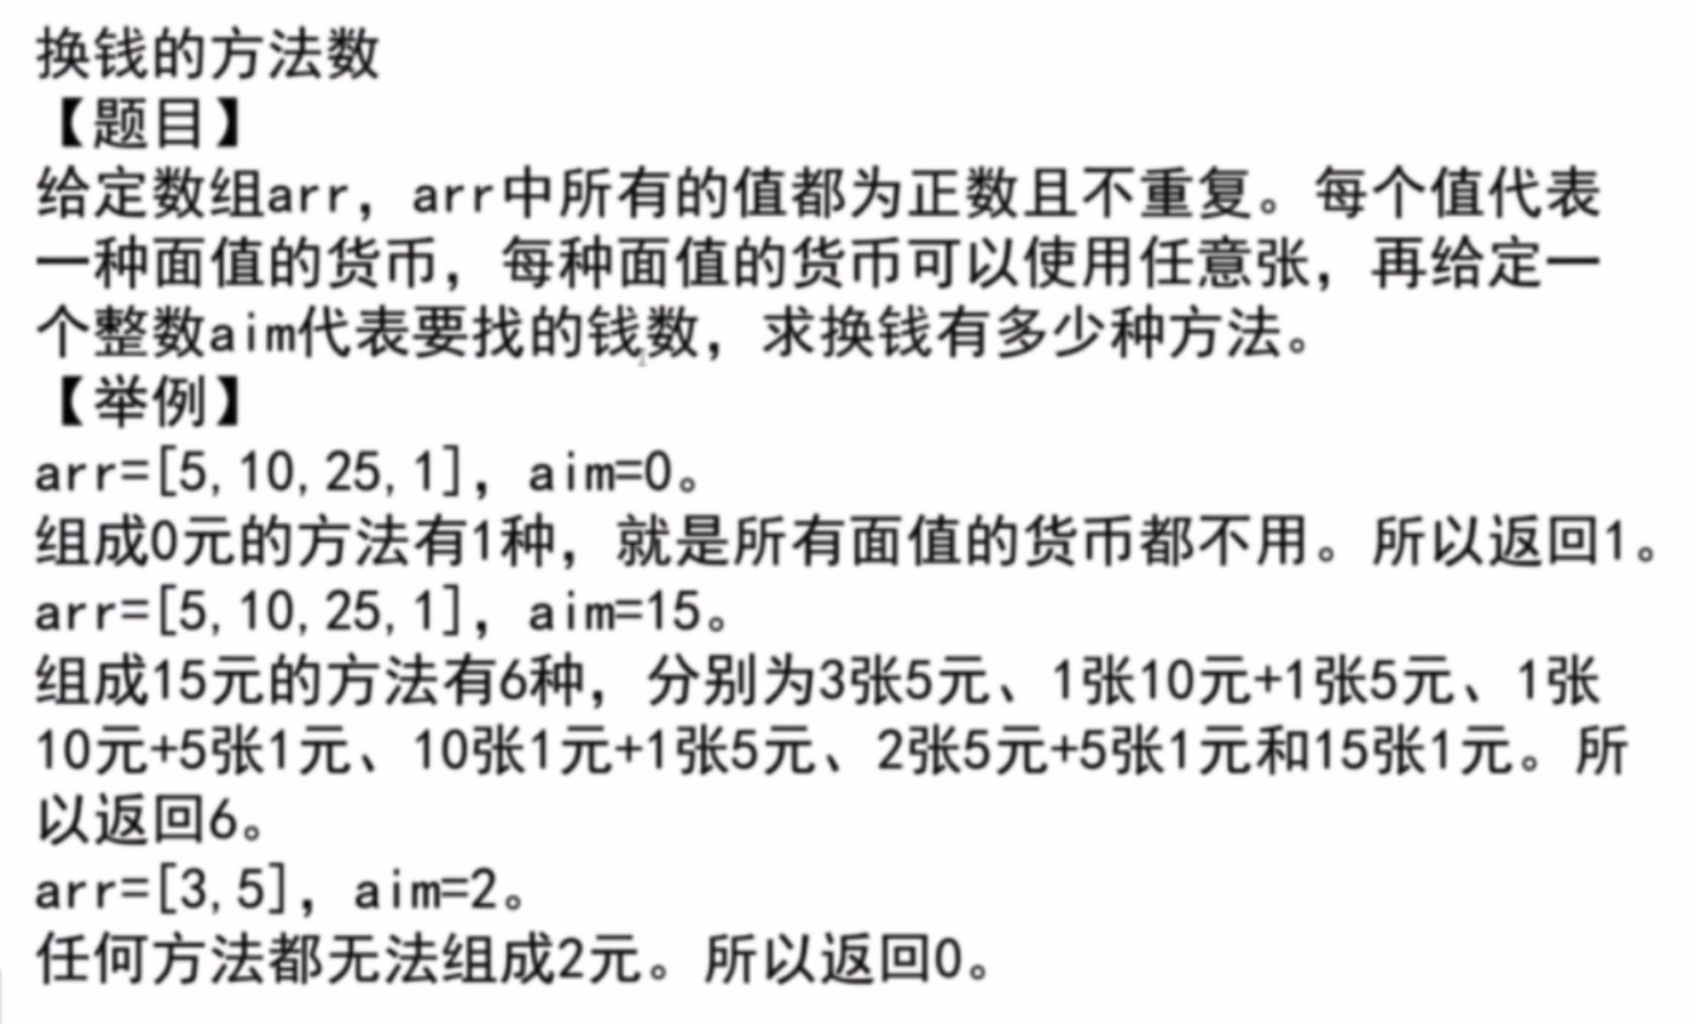 换钱的方法数
【题目】
给定数组arr，arr中所有的值都为正数且不重复。每个值代表
一种面值的货币，每种面值的货币可以使用任意张，再给定一
个整数aim代表要找的钱数，求换钱有多少种方法。
【举例】
arr=[5,10,25,1]，aim=0。
组成0元的方法有1种，就是所有面值的货币都不用。所以返回1。
arr=[5,10,25,1]，aim=15。
组成15元的方法有6种，分别为3张5元、1张10元+1张5元、1张
10元+5张1元、10张1元+1张5元、2张5元+5张1元和15张1元。所
以返回6。
arr=[3,5]，aim=2。
任何方法都无法组成2元。所以返回0。